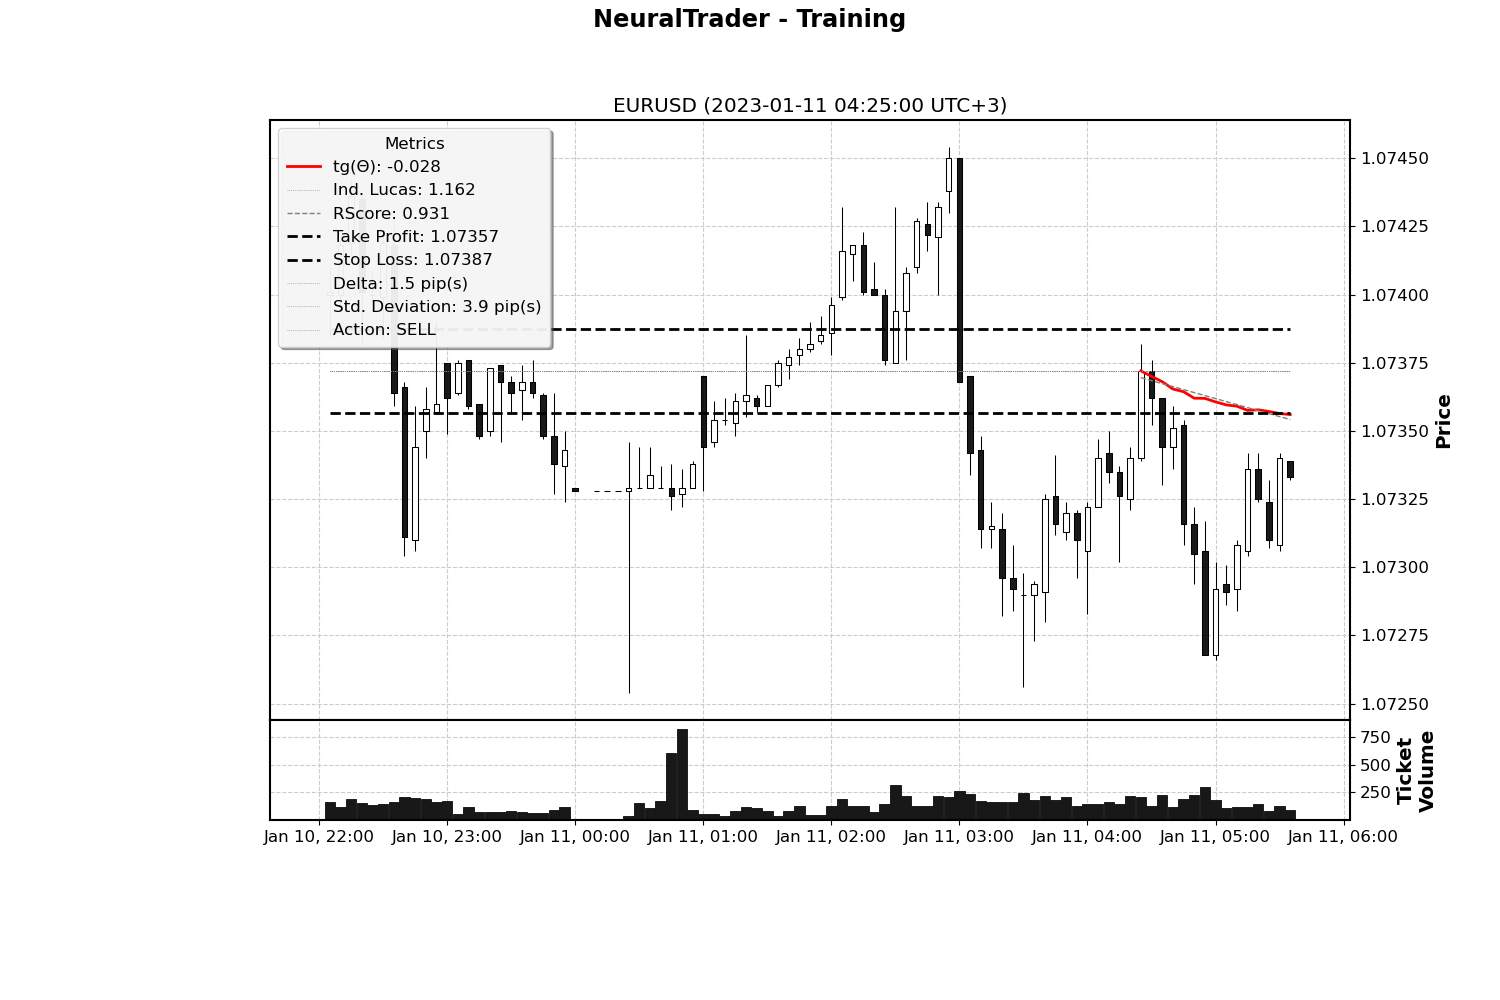 NeuralTrader - Training
EURUSD (2023-01-11 04:25:00 UTC+3)
Metrics
tg(Θ): -0.028
Ind. Lucas: 1.162
RScore: 0.931
Take Profit: 1.07357
Stop Loss: 1.07387
Delta: 1.5 pip(s)
Std. Deviation: 3.9 pip(s)
Action: SELL
1.07450
1.07425
1.07400
1.07375
1.07350
1.07325
1.07300
1.07275
1.07250
Price
750
500
250
Ticket
Volume
Jan 10, 22:00 Jan 10, 23:00 Jan 11, 00:00 Jan 11, 01:00 Jan 11, 02:00 Jan 11, 03:00 Jan 11, 04:00 Jan 11, 05:00 Jan 11, 06:00